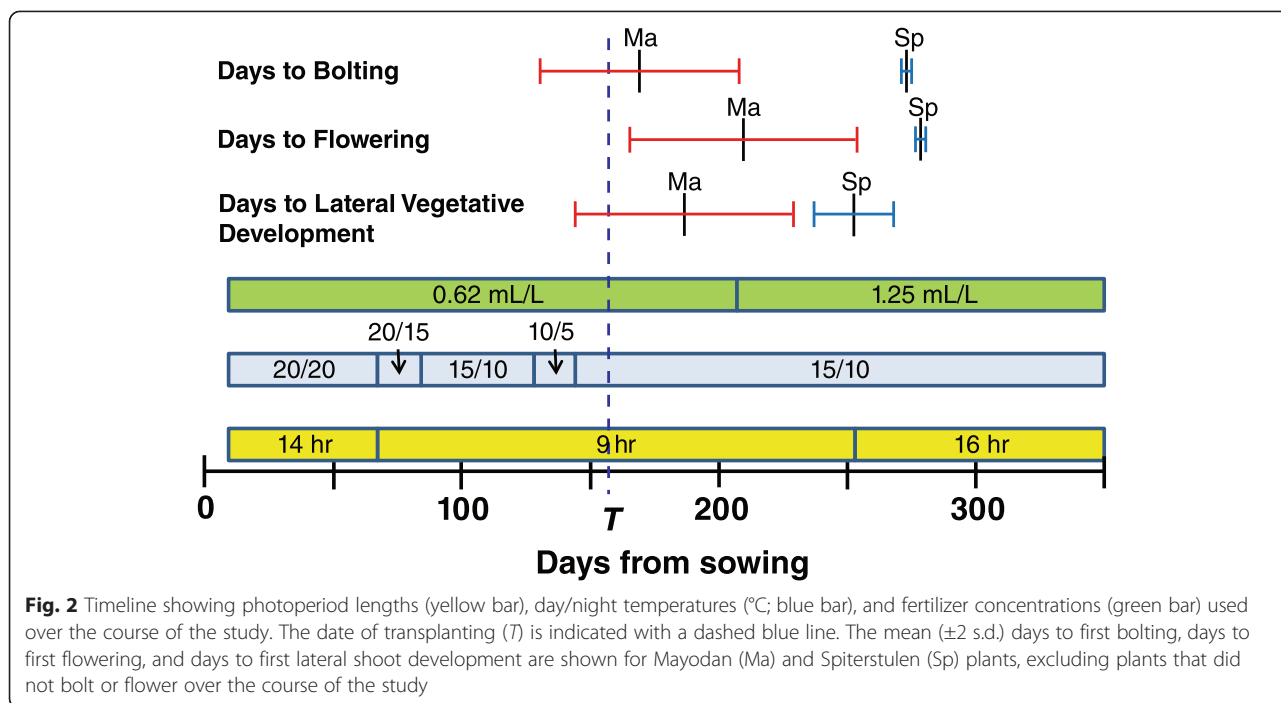 Ma Sp
Days to Bolting
Ma Sp
Days to Flowering
Ma Sp
Days to Lateral Vegetative
Development
0.62 mL/L 1.25 mL/L
20/15 10/5
20/20 15/10 15/10
14 hr 9 hr 16 hr
0 100 T 200 300
Days from sowing
Fig. 2 Timeline showing photoperiod lengths (yellow bar), day/night temperatures (°C; blue bar), and fertilizer concentrations (green bar) used
over the course of the study. The date of transplanting (T) is indicated with a dashed blue line. The mean (±2 s.d.) days to first bolting, days to
first flowering, and days to first lateral shoot development are shown for Mayodan (Ma) and Spiterstulen (Sp) plants, excluding plants that did
not bolt or flower over the course of the study